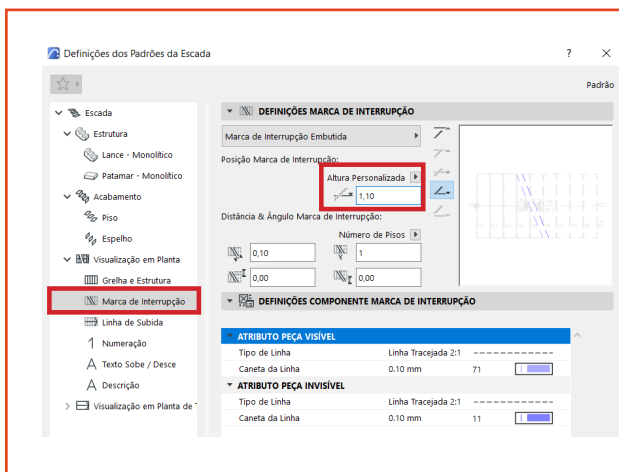 Definições dos Padrões da Escada ? ×
Padrão
Escada
Estrutura
Lance - Monolítico
Patamar - Monolítico
Acabamento
Piso
Espelho
Visualização em Planta
Grelha e Estrutura
Marca de Interrupção
Linha de Subida
1 Numeração
A Texto Sobe / Desce
A Descrição
Visualização em Planta de
DEFINIÇÕES MARCA DE INTERRUPÇÃO
Marca de Interrupção Embutida
Posição Marca de Interrupção:
Altura Personalizada
1,10
Distância & Ângulo Marca de Interrupção:
Número de Pisos
0,10 1
0,00 0,00
DEFINIÇÕES COMPONENTE MARCA DE INTERRUPÇÃO
ATRIBUTO PEÇA VISÍVEL
Tipo de Linha Linha Tracejada 2:1
Caneta da Linha 0.10 mm 71
ATRIBUTO PEÇA INVISÍVEL
Tipo de Linha Linha Tracejada 2:1
Caneta da Linha 0.10 mm 11